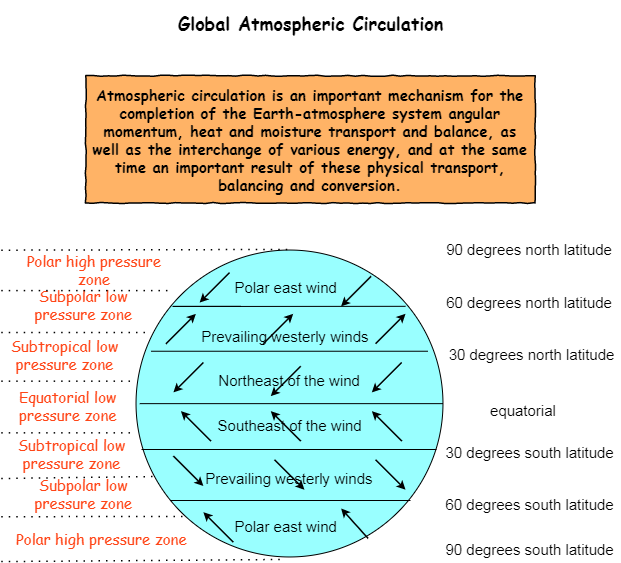 Global Atmospheric Circulation
Atmospheric circulation is an important mechanism for the
completion of the Earth-atmosphere system angular
momentum, heat and moisture transport and balance, as
well as the interchange of various energy, and at the same
time an important result of these physical transport,
balancing and conversion.
90 degrees north latitude
Polar high pressure
zone
Polar east wind
Subpolar low
pressure zone
60 degrees north latitude
Prevailing westerly winds
Subtropical low
pressure zone
30 degrees north latitude
Northeast of the wind
Equatorial low
pressure zone
equatorial
Southeast of the wind
Subtropical low
pressure zone
30 degrees south latitude
Prevailing westerly winds
Subpolar low
pressure zone
60 degrees south latitude
Polar east wind
Polar high pressure zone
90 degrees south latitude